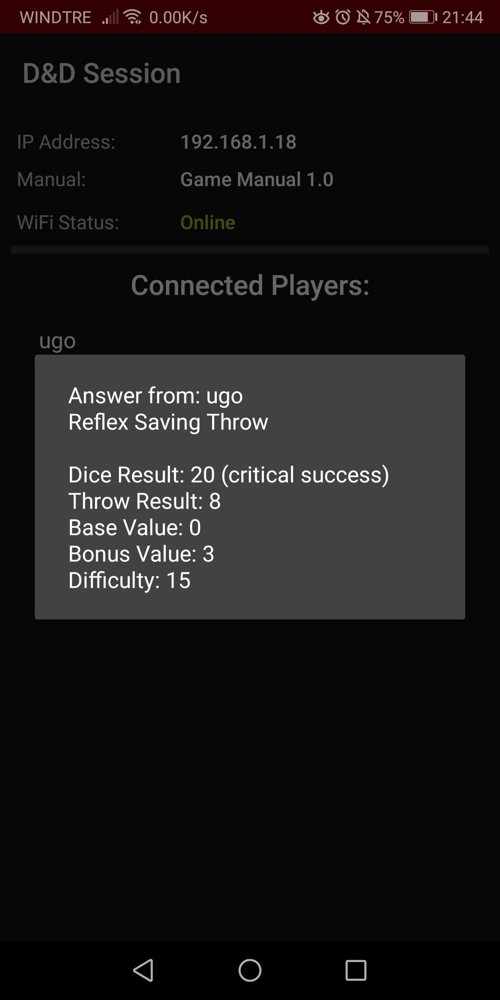 WINDTRE 0.00K/s 75% 21:44
D&D Session
IP Address: 192.168.1.18
Manual: Game Manual 1.0
WiFi Status: Online
Connected Players:
ugo
Answer from: ugo
Reflex Saving Throw
Dice Result: 20 (critical success)
Throw Result: 8
Base Value: 0
Bonus Value: 3
Difficulty: 15